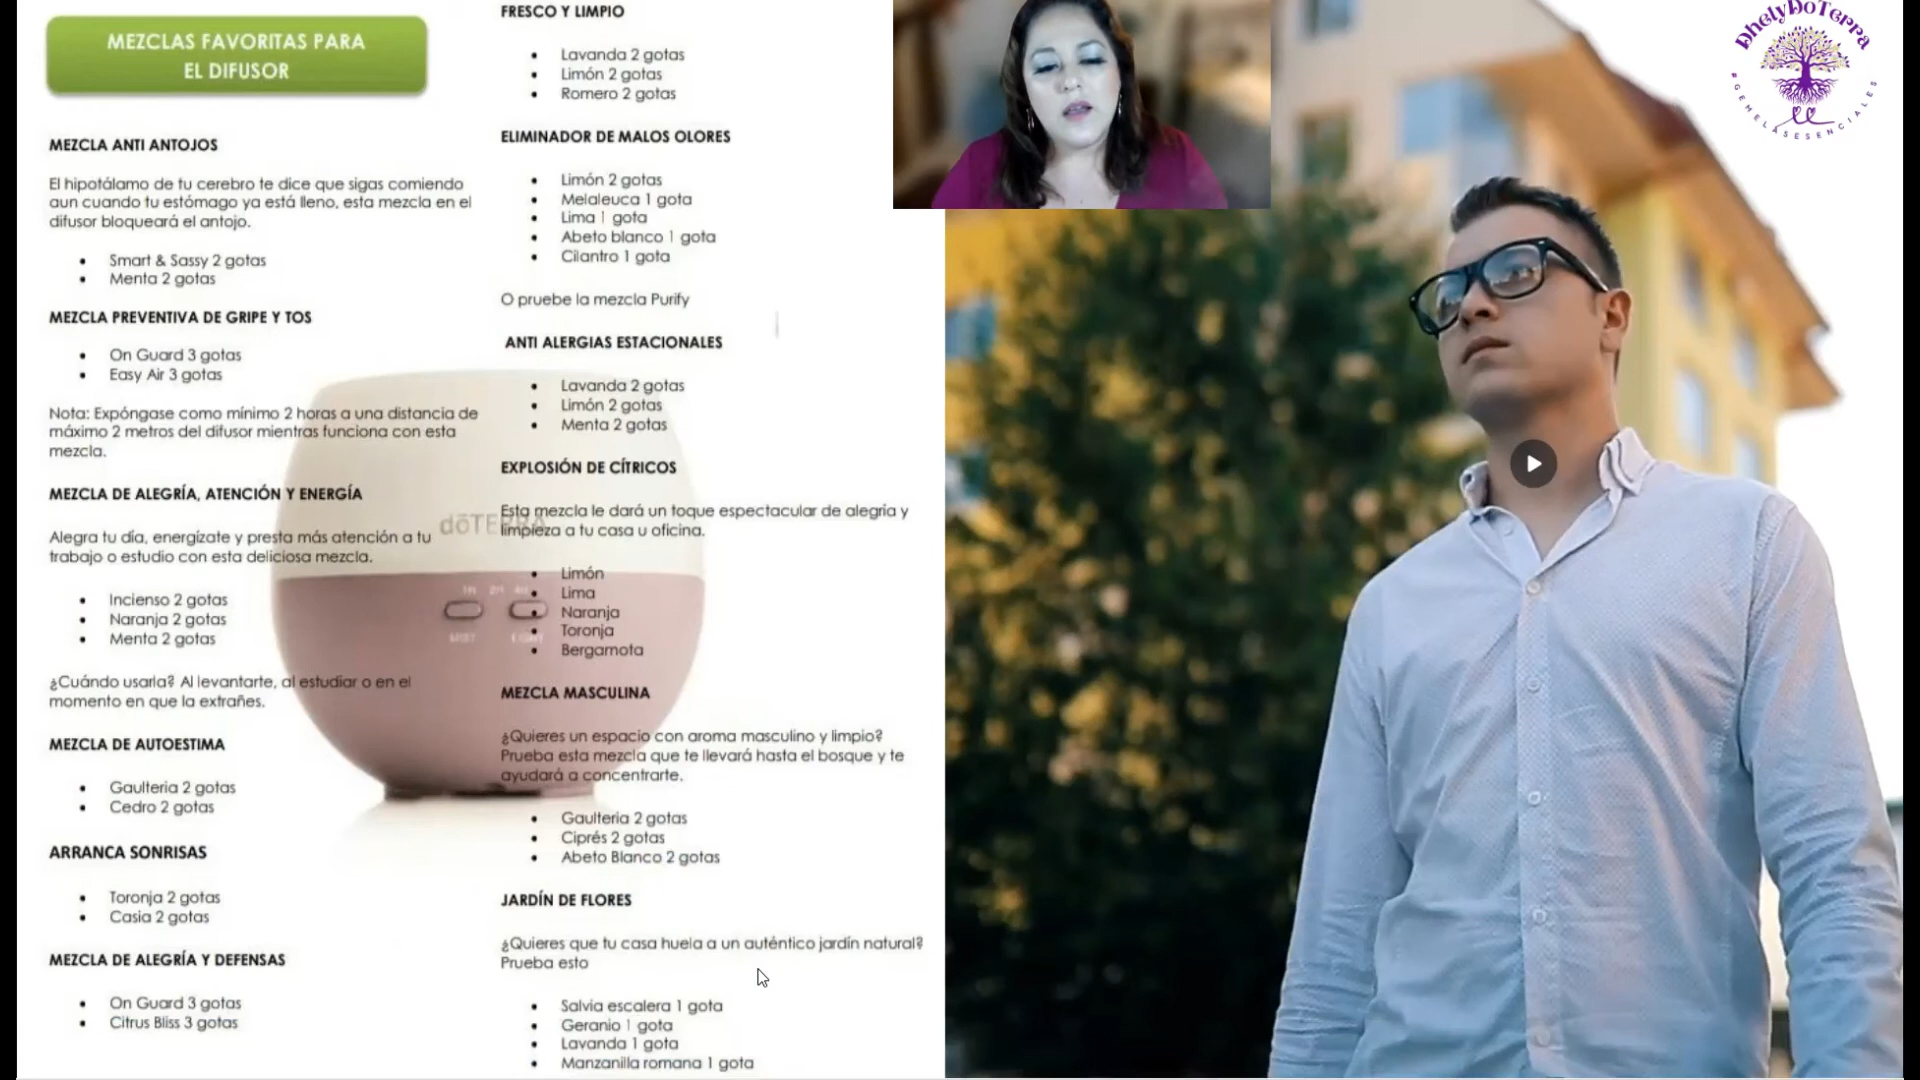 MEZCLAS FAVORITAS PARA
EL DIFUSOR
MEZCLA ANTI ANTOJOS
El hipotálamo de tu cerebro te dice que sigas comiendo
aun cuando tu estómago ya está lleno, esta mezcla en el
difusor bloqueará el antojo.
• Smart & Sassy 2 gotas
• Menta 2 gotas
MEZCLA PREVENTIVA DE GRIPE Y TOS
• On Guard 3 gotas
• Easy Air 3 gotas
Nota: Expóngase como mínimo 2 horas a una distancia de
máximo 2 metros del difusor mientras funciona con esta
mezcla.
MEZCLA DE ALEGRÍA, ATENCIÓN Y ENERGÍA
Alegra tu día, energízate y presta más atención a tu
trabajo o estudio con esta deliciosa mezcla.
• Incienso 2 gotas
• Naranja 2 gotas
• Menta 2 gotas
¿Cuándo usarla? Al levantarte, al estudiar o en el
momento en que la extrañes.
MEZCLA DE AUTOESTIMA
• Gaulteria 2 gotas
• Cedro 2 gotas
ARRANCA SONRISAS
• Toronja 2 gotas
• Casia 2 gotas
MEZCLA DE ALEGRÍA Y DEFENSAS
• On Guard 3 gotas
• Citrus Bliss 3 gotas
FRESCO Y LIMPIO
• Lavanda 2 gotas
• Limón 2 gotas
• Romero 2 gotas
ELIMINADOR DE MALOS OLORES
• Limón 2 gotas
• Melaleuca 1 gota
• Lima 1 gota
• Abeto blanco 1 gota
• Cilantro 1 gota
O pruebe la mezcla Purify
ANTI ALERGIAS ESTACIONALES
• Lavanda 2 gotas
• Limón 2 gotas
• Menta 2 gotas
EXPLOSIÓN DE CÍTRICOS
Esta mezcla le dará un toque espectacular de alegría y
limpieza a tu casa u oficina.
• Limón
• Lima
• Naranja
• Toronja
• Bergamota
MEZCLA MASCULINA
¿Quieres un espacio con aroma masculino y limpio?
Prueba esta mezcla que te llevará hasta el bosque y te
ayudará a concentrarte.
• Gaulteria 2 gotas
• Ciprés 2 gotas
• Abeto Blanco 2 gotas
JARDÍN DE FLORES
¿Quieres que tu casa huela a un auténtico jardín natural?
Prueba esto
• Salvia escalera 1 gota
• Geranio 1 gota
• Lavanda 1 gota
• Manzanilla romana 1 gota
dōTERRA
DhelyDoTerra
#GEMELASESENCIALES